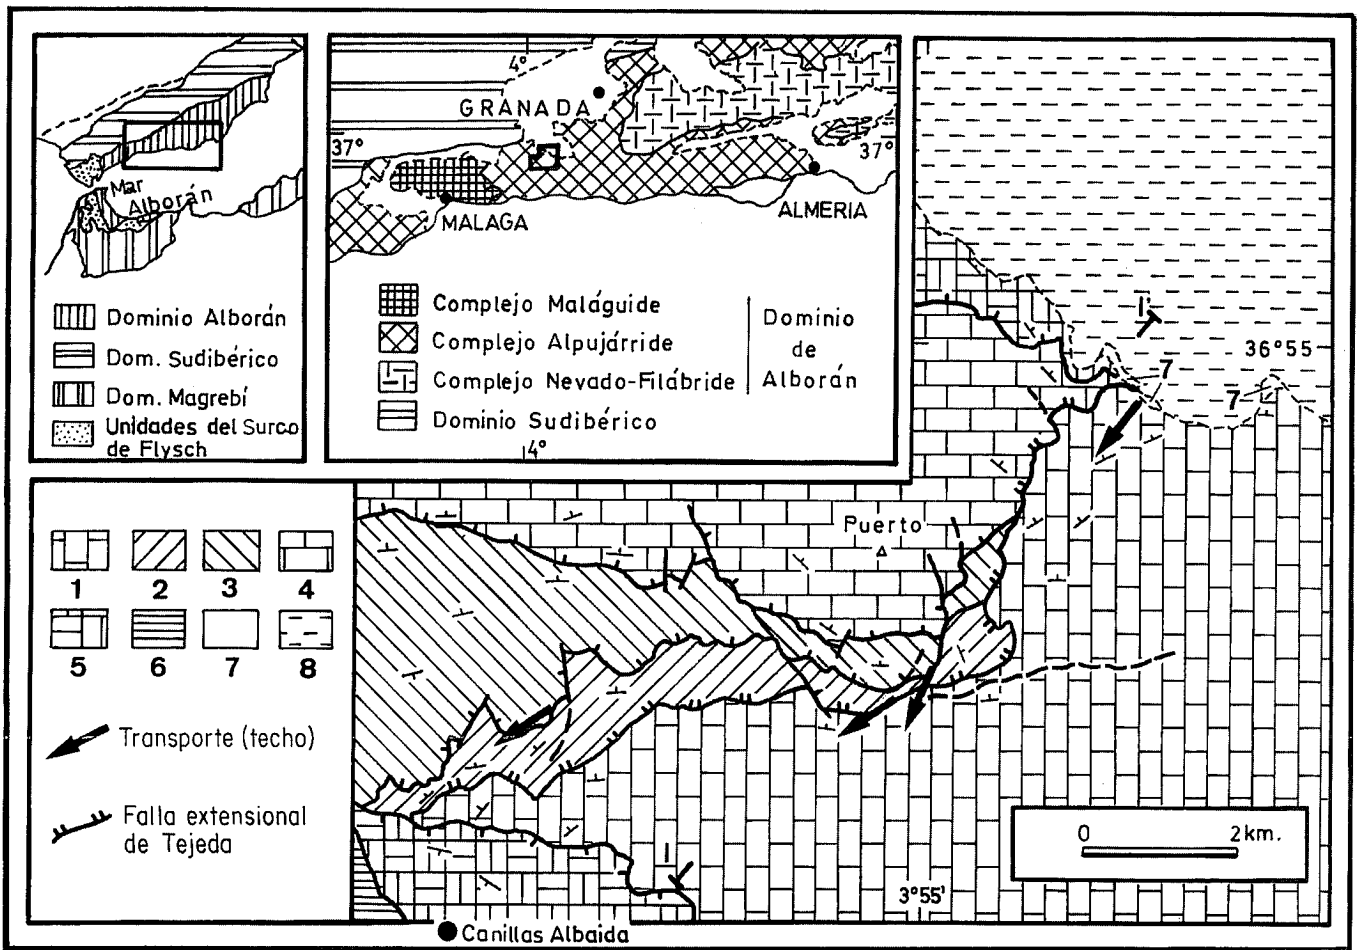 Mar
Alborán
Dominio Alborán
Dom. Sudibérico
Dom. Magrebí
Unidades del Surco
de Flysch
4°
GRANADA
37°
37°
MALAGA
ALMERIA
Complejo Maláguide
Complejo Alpujárride
Complejo Nevado-Filábride
Dominio Sudibérico
Dominio
de
Alborán
4°
I'
36°55
7
7
Puerto
1
2
3
4
5
6
7
8
Transporte (techo)
Falla extensional
de Tejeda
0
2km.
I
3°55'
Canillas Albaida